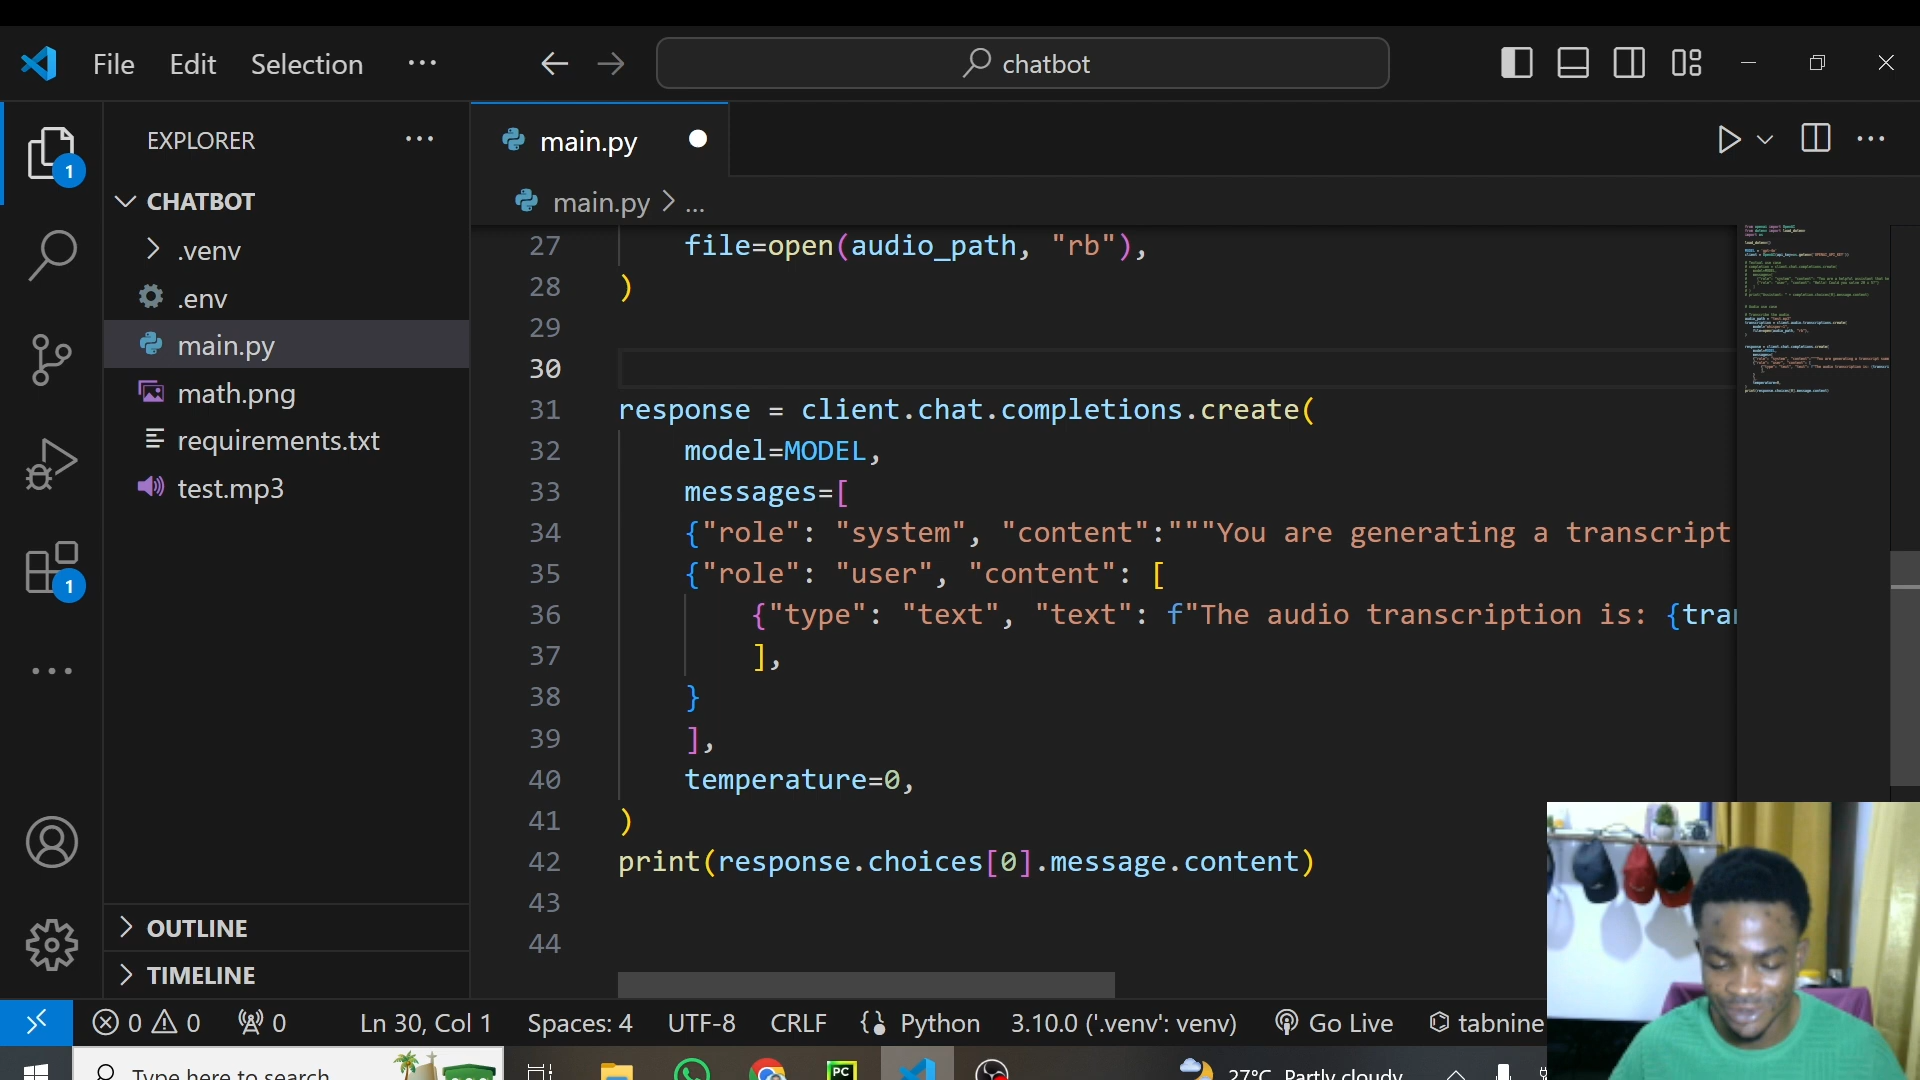 File Edit Selection ··· chatbot
EXPLORER ···
main.py
1
CHATBOT
main.py > ...
.venv
.env
main.py
math.png
requirements.txt
test.mp3
1
OUTLINE
TIMELINE
27 file=open(audio_path, "rb"),
28 )
29
30
31 response = client.chat.completions.create(
32 model=MODEL,
33 messages=[
34 {"role": "system", "content":"""You are generating a transcript
35 {"role": "user", "content": [
36 {"type": "text", "text": f"The audio transcription is: {tra
37 ],
38 }
39 ],
40 temperature=0,
41 )
42 print(response.choices[0].message.content)
43
44
0 0 0 Ln 30, Col 1 Spaces: 4 UTF-8 CRLF Python 3.10.0 ('.venv': venv) Go Live tabnine
Type here to search PC 27°C Partly cloudy